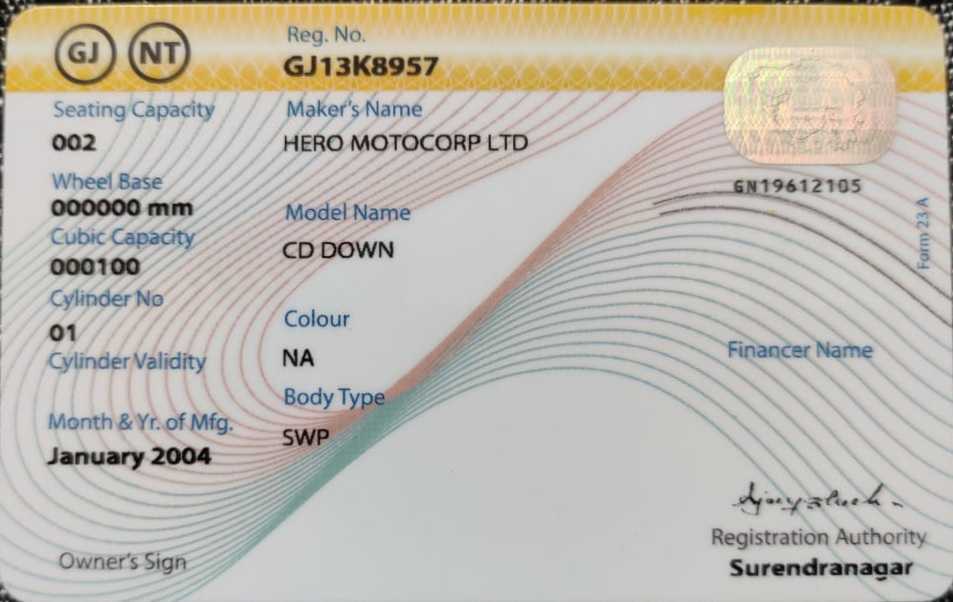 GJ NT
Reg. No.
GJ13K8957
Seating Capacity
002
Maker's Name
HERO MOTOCORP LTD
Wheel Base
000000 mm
Model Name
CD DOWN
Cubic Capacity
000100
Cylinder No
01
Colour
NA
Cylinder Validity
Body Type
SWP
Month & Yr. of Mfg.
January 2004
Owner's Sign
GN19612105
Form 23 A
Financer Name
Registration Authority
Surendranagar